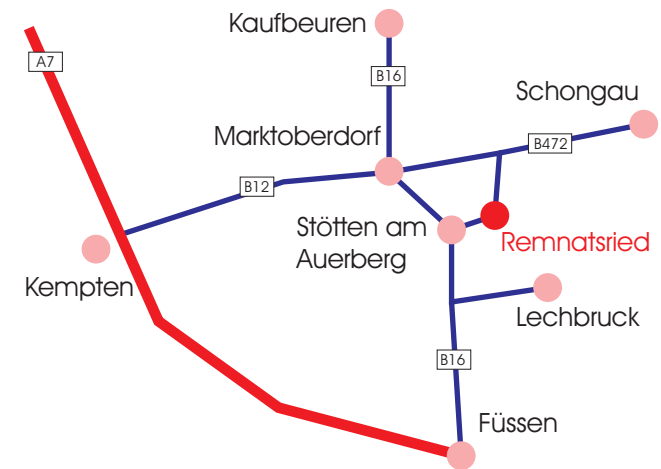 Kaufbeuren
A7
B16
Schongau
Marktoberdorf
B472
B12
Stötten am
Auerberg
Remnatsried
Kempten
Lechbruck
B16
Füssen